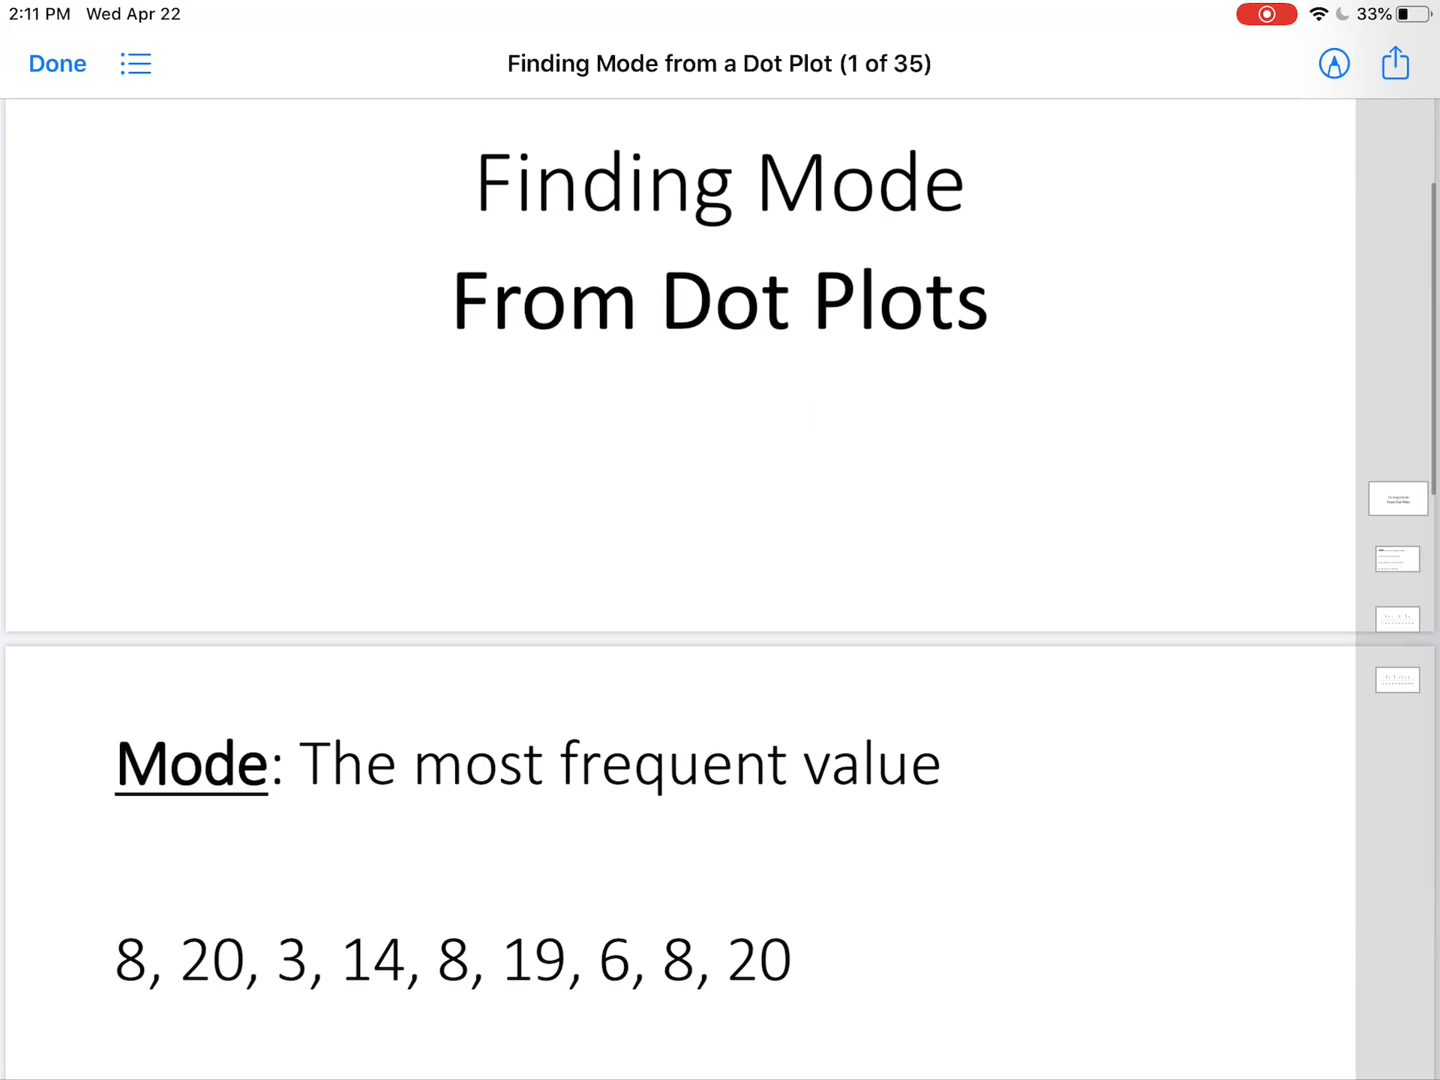 2:11 PM Wed Apr 22 33%
Done Finding Mode from a Dot Plot (1 of 35)
Finding Mode
From Dot Plots
Mode: The most frequent value
8, 20, 3, 14, 8, 19, 6, 8, 20